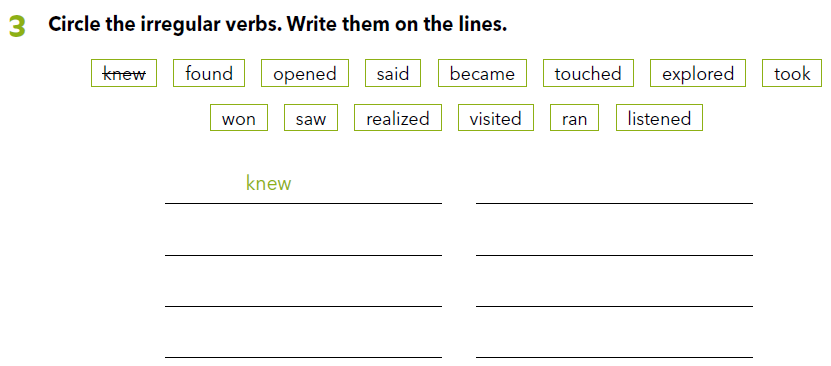 3 Circle the irregular verbs. Write them on the lines.
knew found opened said became touched explored took
won saw realized visited ran listened
knew